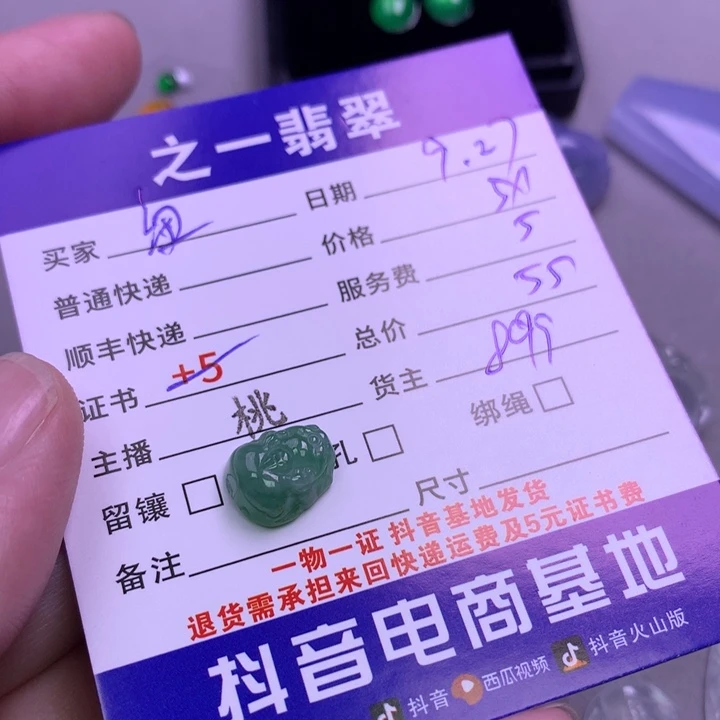 之一翡翠
买家 日期 9.27
普通快递 价格
顺丰快递 服务费 5
证书 +5 总价 55
主播 桃 货主 899
留镶 孔 绑绳
备注 尺寸
一物一证 抖音基地发货
退货需承担来回快递运费及5元证书费
抖音电商基地
抖音 西瓜视频 抖音火山版